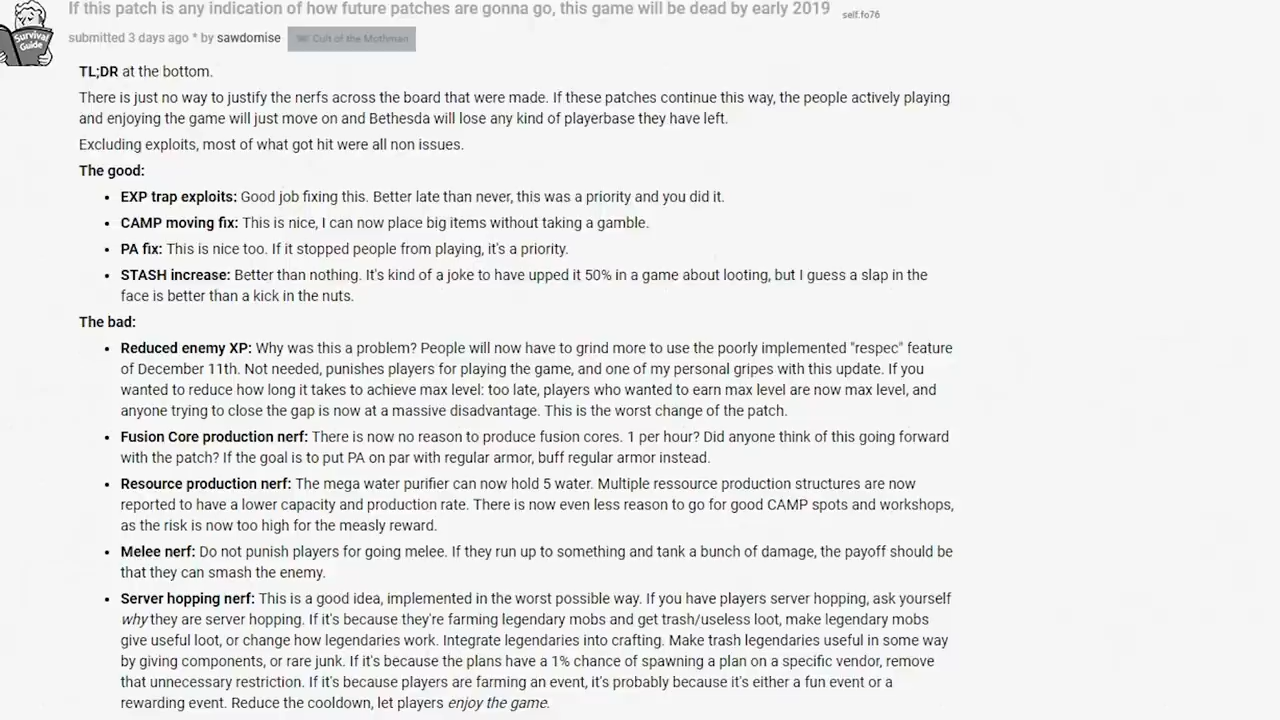 If this patch is any indication of how future patches are gonna go, this game will be dead by early 2019 self.fo76
submitted 3 days ago * by sawdomise Cult of the Mothman
Survival
Guide
TL;DR at the bottom.
There is just no way to justify the nerfs across the board that were made. If these patches continue this way, the people actively playing
and enjoying the game will just move on and Bethesda will lose any kind of playerbase they have left.
Excluding exploits, most of what got hit were all non issues.
The good:
• EXP trap exploits: Good job fixing this. Better late than never, this was a priority and you did it.
• CAMP moving fix: This is nice, I can now place big items without taking a gamble.
• PA fix: This is nice too. If it stopped people from playing, it's a priority.
• STASH increase: Better than nothing. It's kind of a joke to have upped it 50% in a game about looting, but I guess a slap in the
face is better than a kick in the nuts.
The bad:
• Reduced enemy XP: Why was this a problem? People will now have to grind more to use the poorly implemented "respec" feature
of December 11th. Not needed, punishes players for playing the game, and one of my personal gripes with this update. If you
wanted to reduce how long it takes to achieve max level: too late, players who wanted to earn max level are now max level, and
anyone trying to close the gap is now at a massive disadvantage. This is the worst change of the patch.
• Fusion Core production nerf: There is now no reason to produce fusion cores. 1 per hour? Did anyone think of this going forward
with the patch? If the goal is to put PA on par with regular armor, buff regular armor instead.
• Resource production nerf: The mega water purifier can now hold 5 water. Multiple ressource production structures are now
reported to have a lower capacity and production rate. There is now even less reason to go for good CAMP spots and workshops,
as the risk is now too high for the measly reward.
• Melee nerf: Do not punish players for going melee. If they run up to something and tank a bunch of damage, the payoff should be
that they can smash the enemy.
• Server hopping nerf: This is a good idea, implemented in the worst possible way. If you have players server hopping, ask yourself
why they are server hopping. If it's because they're farming legendary mobs and get trash/useless loot, make legendary mobs
give useful loot, or change how legendaries work. Integrate legendaries into crafting. Make trash legendaries useful in some way
by giving components, or rare junk. If it's because the plans have a 1% chance of spawning a plan on a specific vendor, remove
that unnecessary restriction. If it's because players are farming an event, it's probably because it's either a fun event or a
rewarding event. Reduce the cooldown, let players enjoy the game.